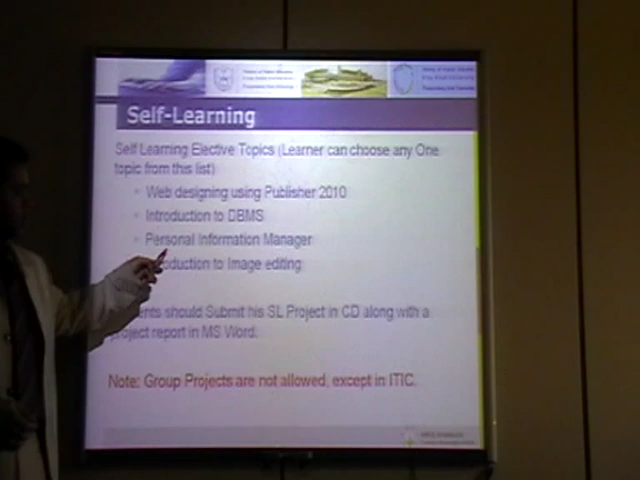 Self-Learning
Self Learning Elective Topics (Learner can choose any One
topic from this list)
Web designing using Publisher 2010
Introduction to DBMS
Personal Information Manager
to Image editing
should Submit his SL Project in CD along with a
project report in MS Word.
Note: Group Projects are not allowed, except in ITIC.